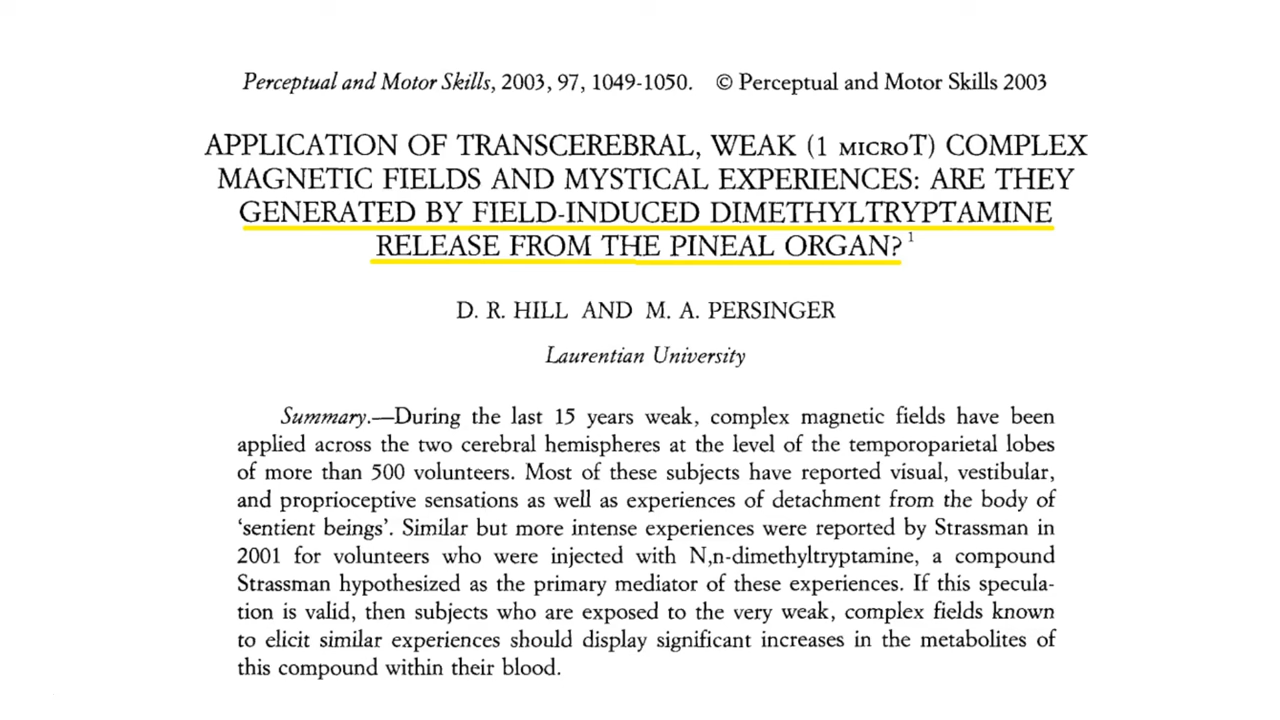 Perceptual and Motor Skills, 2003, 97, 1049-1050. © Perceptual and Motor Skills 2003
APPLICATION OF TRANSCEREBRAL, WEAK (1 MICROT) COMPLEX
MAGNETIC FIELDS AND MYSTICAL EXPERIENCES: ARE THEY
GENERATED BY FIELD-INDUCED DIMETHYLTRYPTAMINE
RELEASE FROM THE PINEAL ORGAN? ¹
D. R. HILL AND M. A. PERSINGER
Laurentian University
Summary.—During the last 15 years weak, complex magnetic fields have been
applied across the two cerebral hemispheres at the level of the temporoparietal lobes
of more than 500 volunteers. Most of these subjects have reported visual, vestibular,
and proprioceptive sensations as well as experiences of detachment from the body of
'sentient beings'. Similar but more intense experiences were reported by Strassman in
2001 for volunteers who were injected with N,n-dimethyltryptamine, a compound
Strassman hypothesized as the primary mediator of these experiences. If this specula-
tion is valid, then subjects who are exposed to the very weak, complex fields known
to elicit similar experiences should display significant increases in the metabolites of
this compound within their blood.